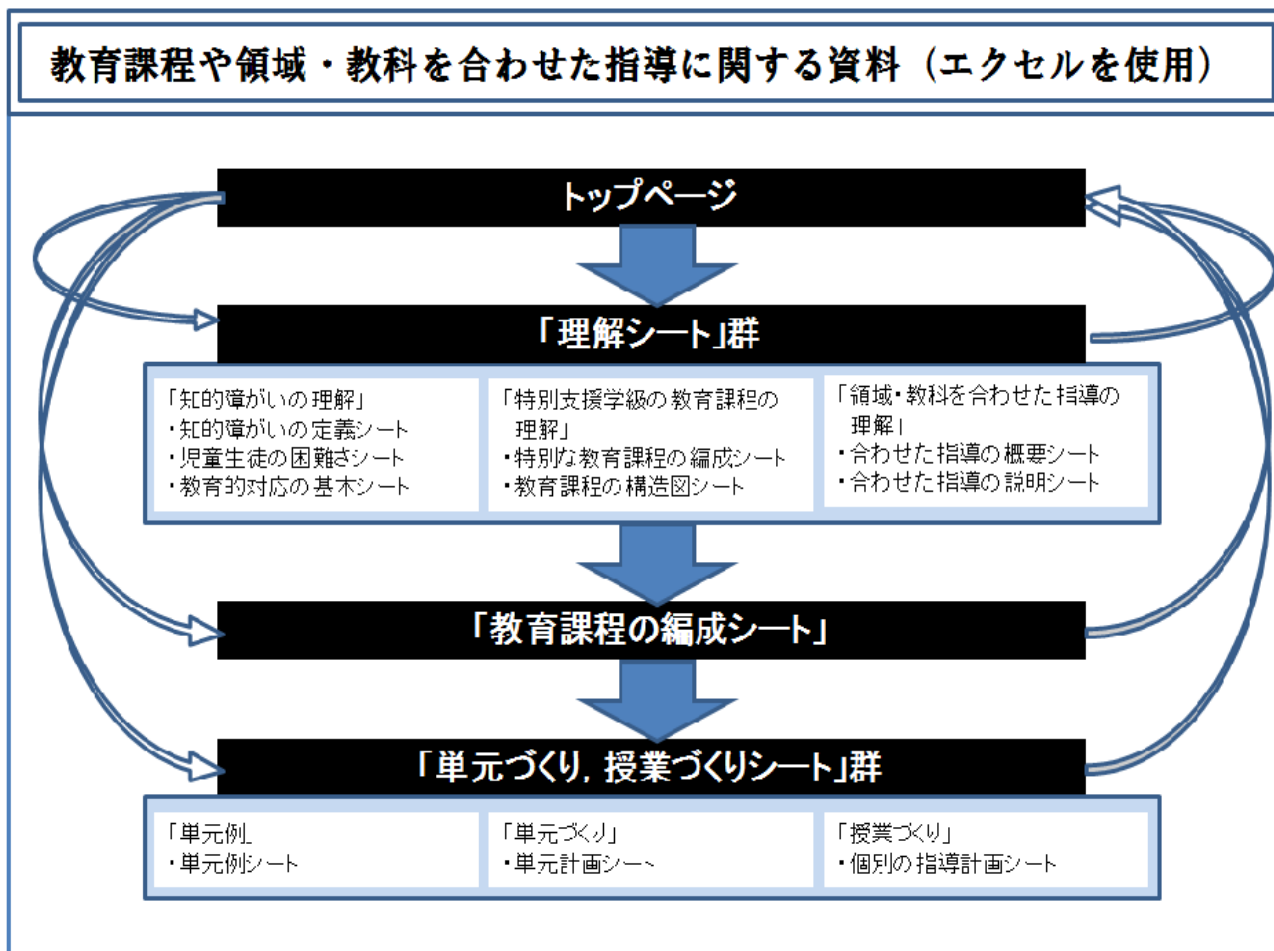 教育課程や領域・教科を合わせた指導に関する資料（エクセルを使用）
トップページ
「理解シート」群
「知的障がいの理解」
・知的障がいの定義シート
・児童生徒の困難さシート
・教育的対応の基本シート
「特別支援学級の教育課程の
理解」
・特別な教育課程の編成シート
・教育課程の構造図シート
「領域・教科を合わせた指導の
理解」
・合わせた指導の概要シート
・合わせた指導の説明シート
「教育課程の編成シート」
「単元づくり，授業づくりシート」群
「単元例」
・単元例シート
「単元づくり」
・単元計画シート
「授業づくり」
・個別の指導計画シート